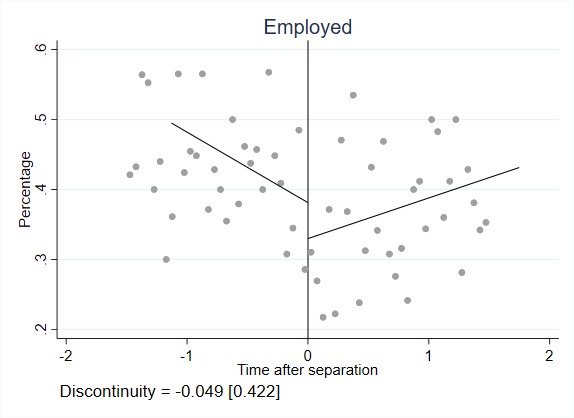 Employed
Percentage
.6
.5
.4
.3
.2
-2 -1 0 1 2
Time after separation
Discontinuity = -0.049 [0.422]